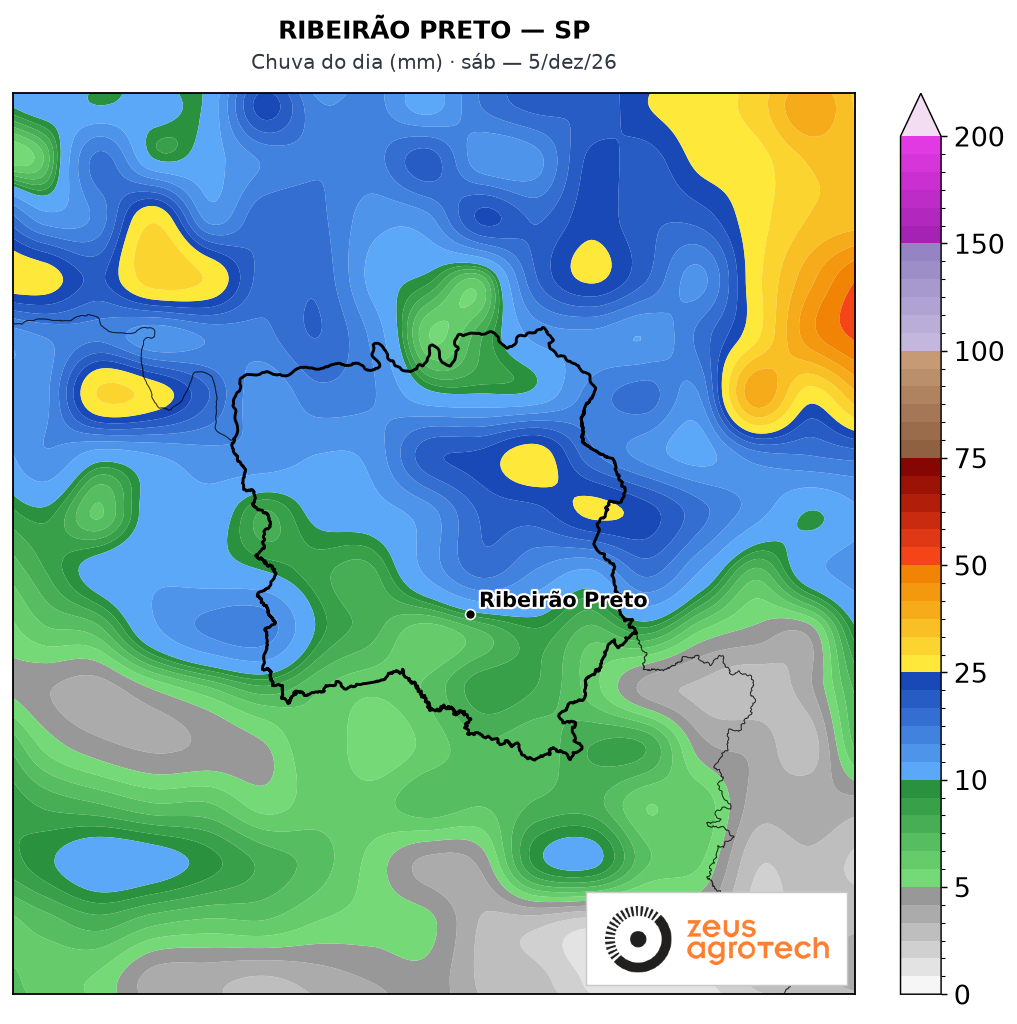 RIBEIRÃO PRETO — SP
Chuva do dia (mm) · sáb — 5/dez/26
200
150
100
75
50
25
10
5
0
Ribeirão Preto
zeus
agrotech